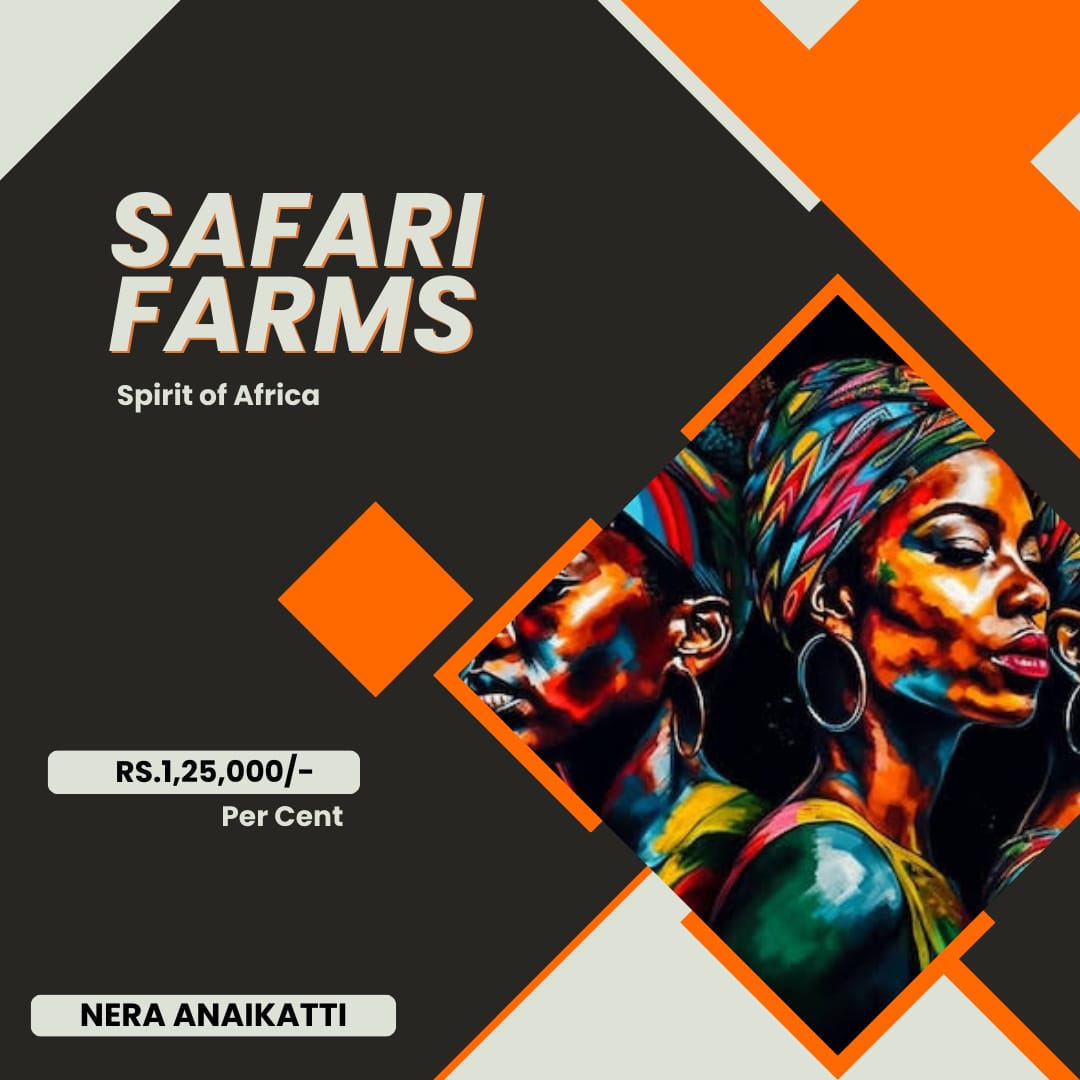 SAFARI
FARMS
Spirit of Africa
RS.1,25,000/-
Per Cent
NERA ANAIKATTI